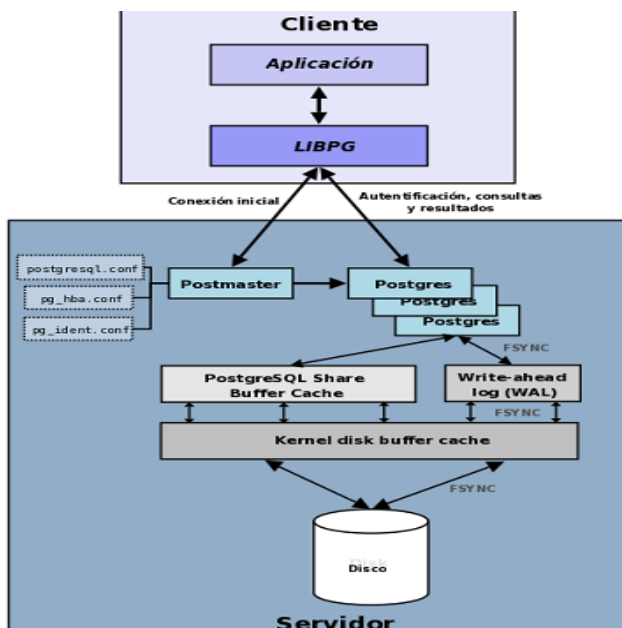 Cliente
Aplicación
LIBPG
Conexión inicial
Autentificación, consultas
y resultados
postgresql.conf
pg_hba.conf
pg_ident.conf
Postmaster
Postgres
Postgres
Postgres
FSYNC
PostgreSQL Share
Buffer Cache
Write-ahead
log (WAL)
FSYNC
Kernel disk buffer cache
FSYNC
Disk
Disco
Servidor